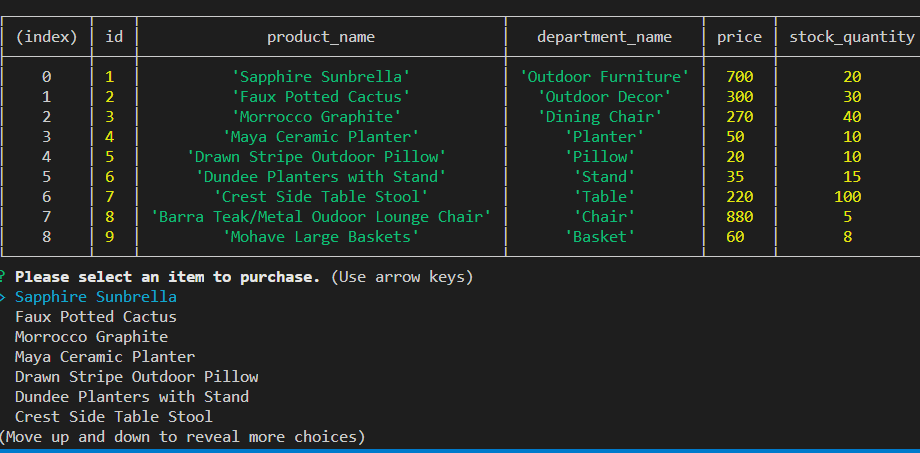 (index) id product_name department_name price stock_quantity
0 1 'Sapphire Sunbrella' 'Outdoor Furniture' 700 20
1 2 'Faux Potted Cactus' 'Outdoor Decor' 300 30
2 3 'Morrocco Graphite' 'Dining Chair' 270 40
3 4 'Maya Ceramic Planter' 'Planter' 50 10
4 5 'Drawn Stripe Outdoor Pillow' 'Pillow' 20 10
5 6 'Dundee Planters with Stand' 'Stand' 35 15
6 7 'Crest Side Table Stool' 'Table' 220 100
7 8 'Barra Teak/Metal Oudoor Lounge Chair' 'Chair' 880 5
8 9 'Mohave Large Baskets' 'Basket' 60 8
? Please select an item to purchase. (Use arrow keys)
> Sapphire Sunbrella
Faux Potted Cactus
Morrocco Graphite
Maya Ceramic Planter
Drawn Stripe Outdoor Pillow
Dundee Planters with Stand
Crest Side Table Stool
(Move up and down to reveal more choices)